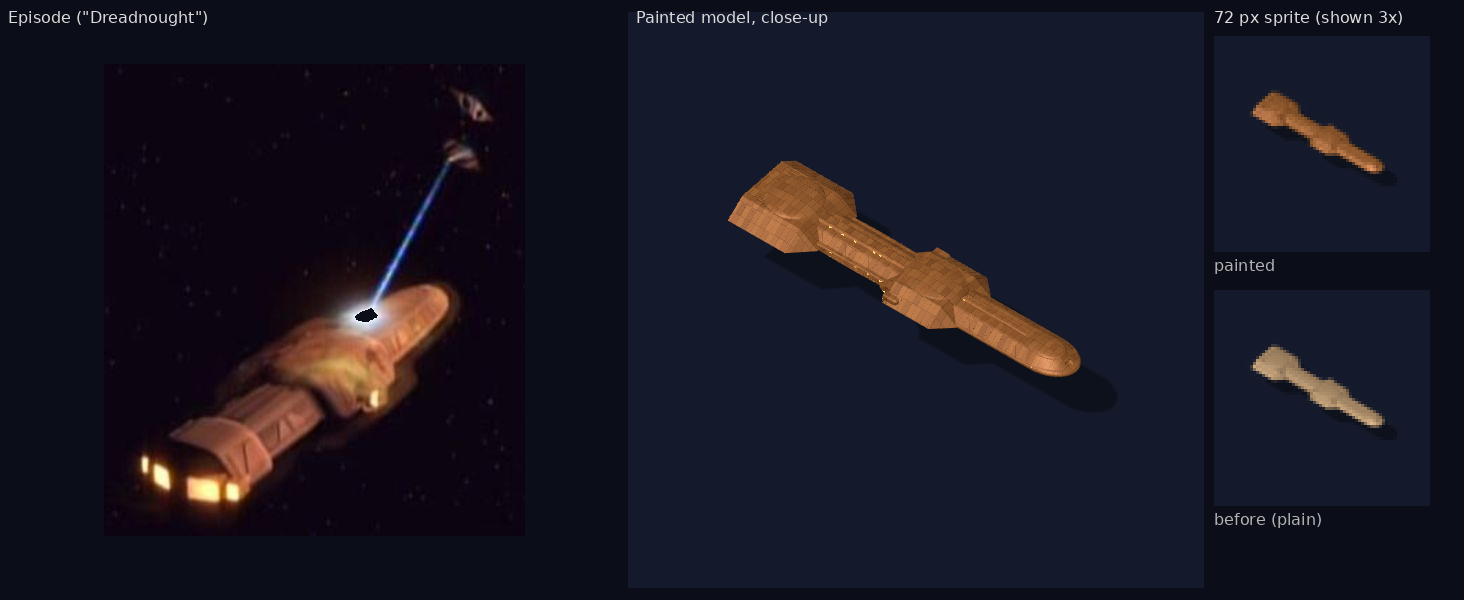 Episode ("Dreadnought")
Painted model, close-up
72 px sprite (shown 3x)
painted
before (plain)